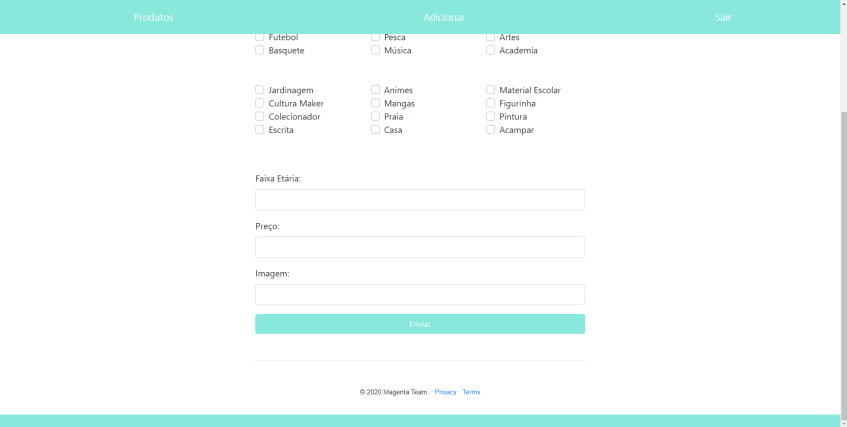 Produtos Adicionar Sair
Futebol Pesca Artes
Basquete Música Academia
Jardinagem Animes Material Escolar
Cultura Maker Mangas Figurinha
Colecionador Praia Pintura
Escrita Casa Acampar
Faixa Etária:
Preço:
Imagem:
Enviar
© 2020 Magenta Team. · Privacy · Terms